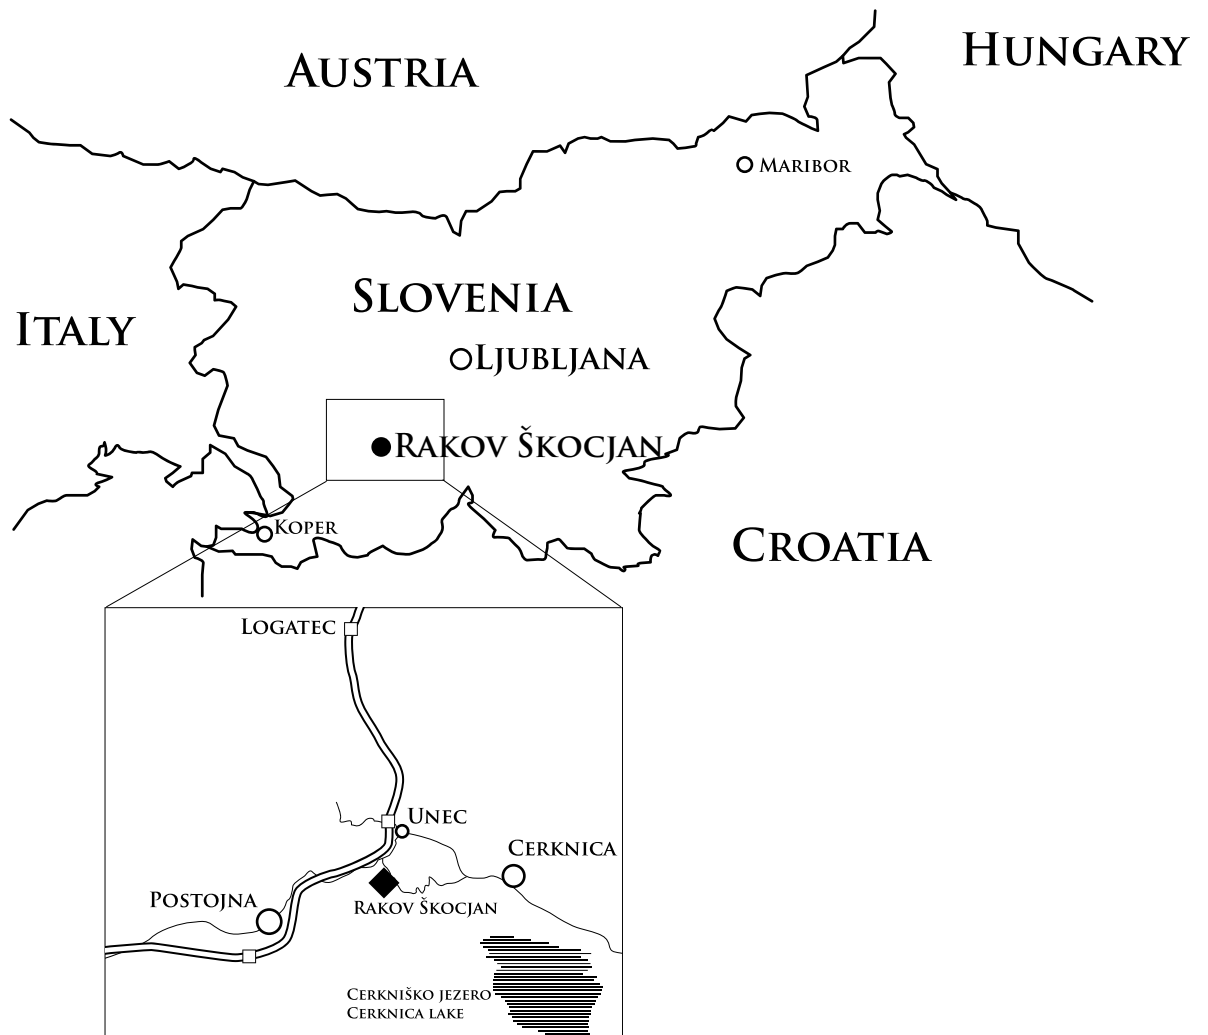 Hungary
Austria
Maribor
Slovenia
Italy
Ljubljana
Rakov Škocjan
Koper
Croatia
Logatec
Unec
Cerknica
Postojna
Rakov Škocjan
Cerkniško jezero
Cerknica lake